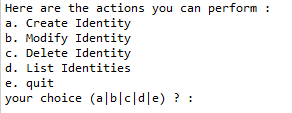 Here are the actions you can perform :
a. Create Identity
b. Modify Identity
c. Delete Identity
d. List Identities
e. quit
your choice (a|b|c|d|e) ? :